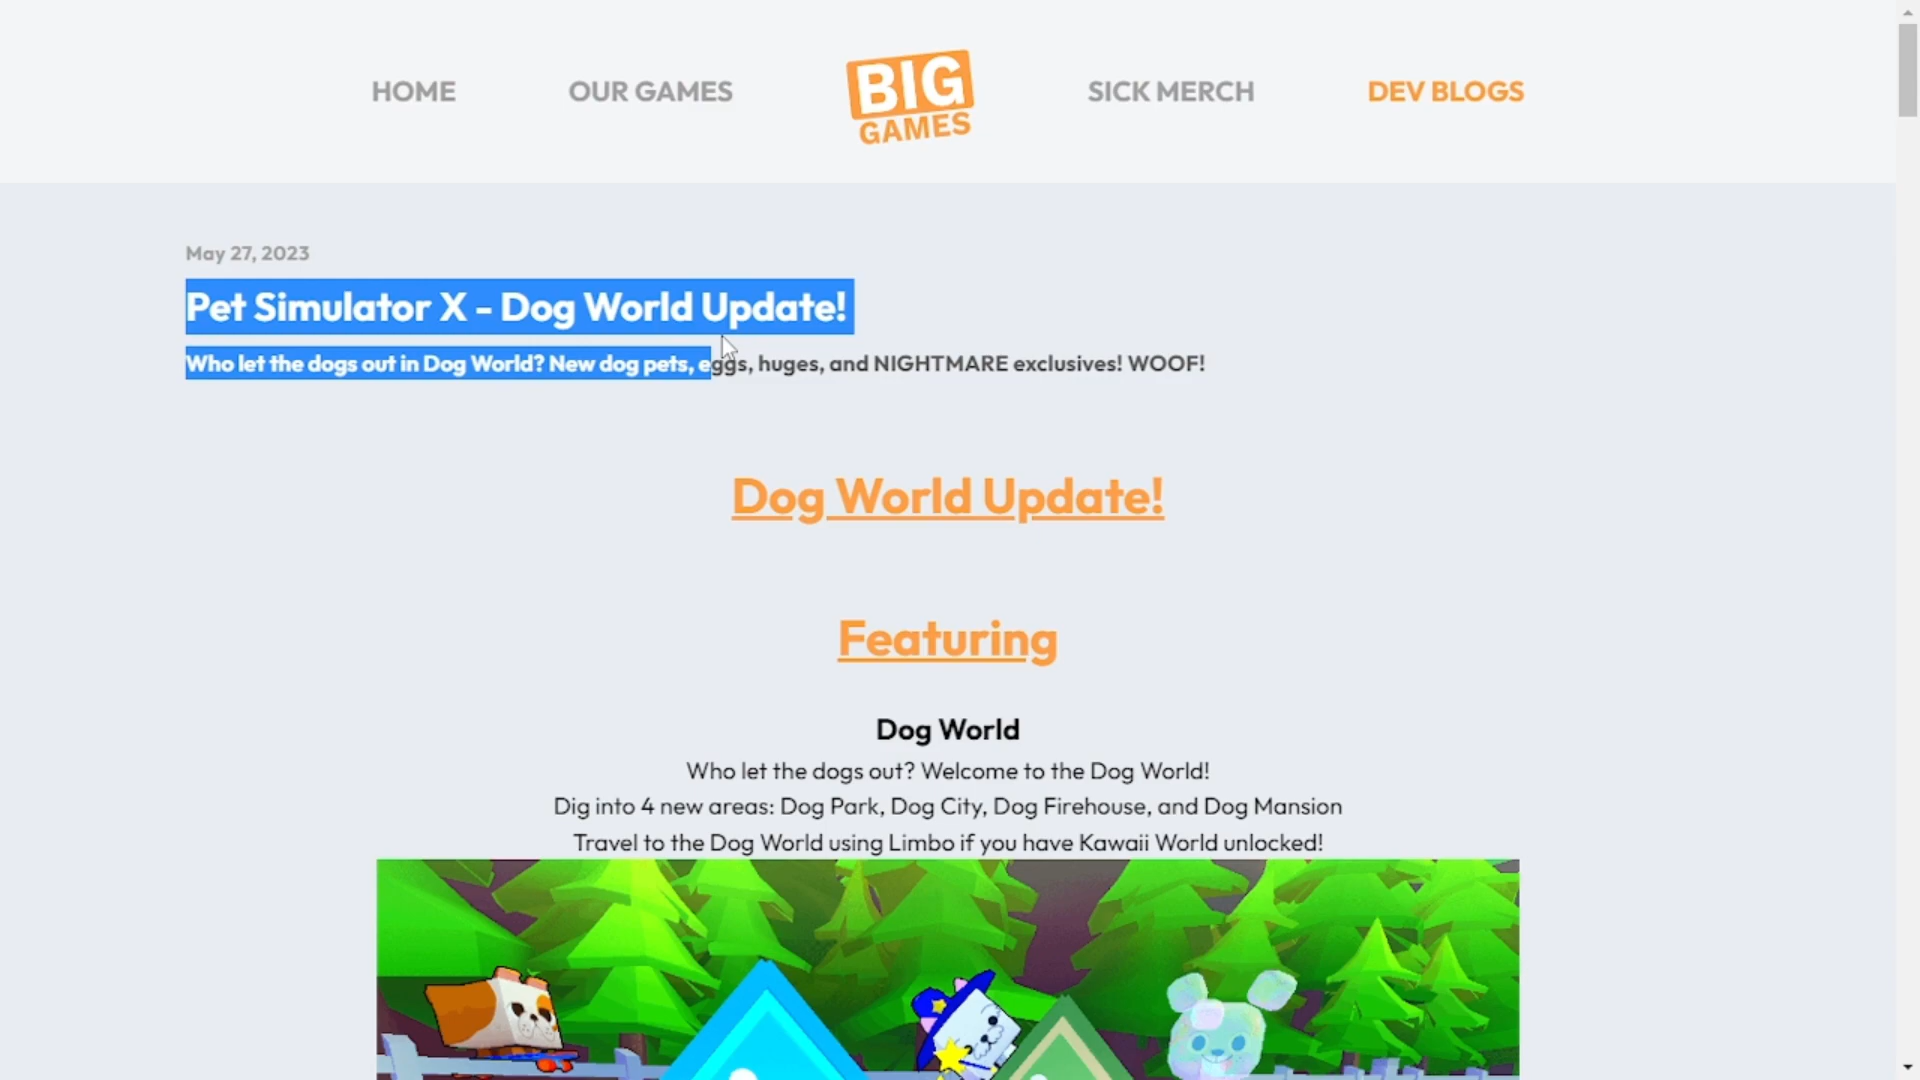 HOME
OUR GAMES
BIG
GAMES
SICK MERCH
DEV BLOGS
May 27, 2023
Pet Simulator X - Dog World Update!
Who let the dogs out in Dog World? New dog pets, eggs, huges, and NIGHTMARE exclusives! WOOF!
Dog World Update!
Featuring
Dog World
Who let the dogs out? Welcome to the Dog World!
Dig into 4 new areas: Dog Park, Dog City, Dog Firehouse, and Dog Mansion
Travel to the Dog World using Limbo if you have Kawaii World unlocked!